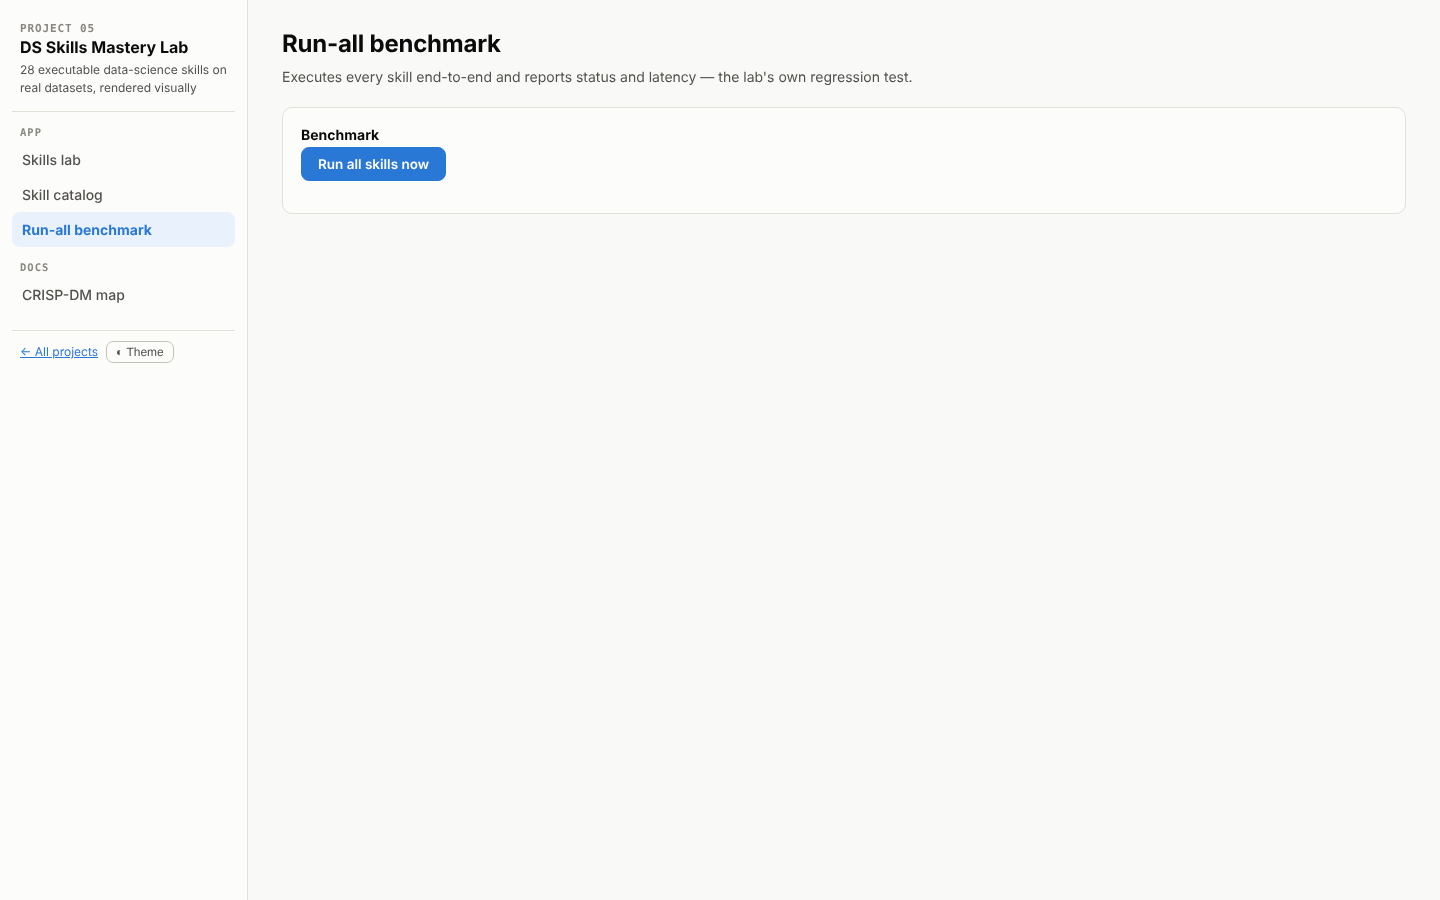 PROJECT 05
DS Skills Mastery Lab
28 executable data-science skills on
real datasets, rendered visually
APP
Skills lab
Skill catalog
Run-all benchmark
DOCS
CRISP-DM map
← All projects
Theme
Run-all benchmark
Executes every skill end-to-end and reports status and latency — the lab's own regression test.
Benchmark
Run all skills now